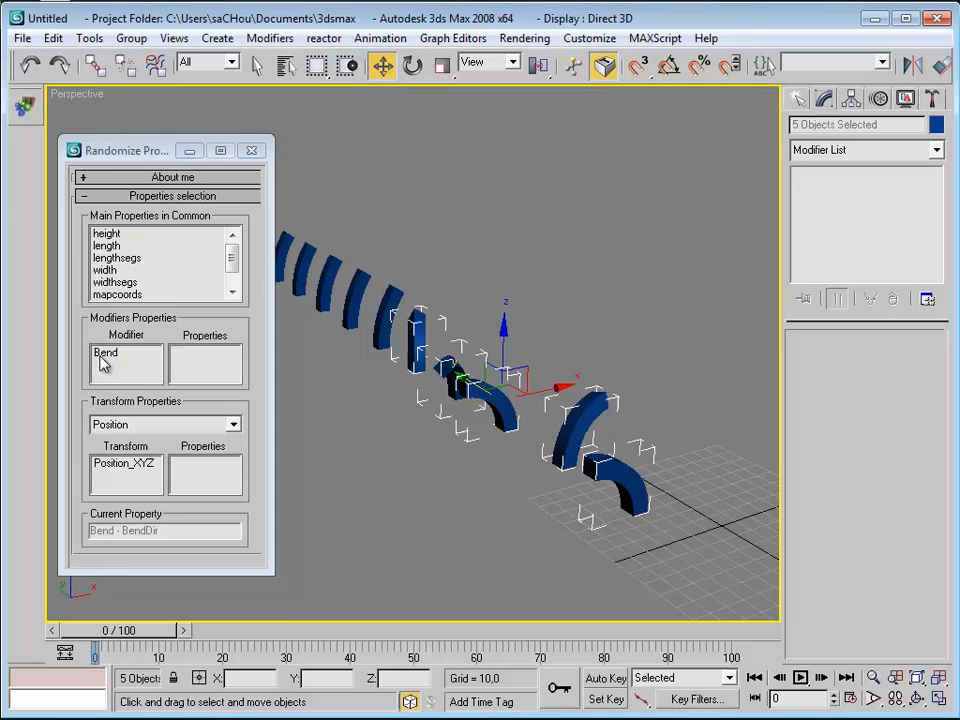 Untitled - Project Folder: C:\Users\saCHou\Documents\3dsmax - Autodesk 3ds Max 2008 x64 - Display : Direct 3D
File Edit Tools Group Views Create Modifiers reactor Animation Graph Editors Rendering Customize MAXScript Help
All View
Perspective
5 Objects Selected
Modifier List
Randomize Pro...
+ About me
- Properties selection
Main Properties in Common
height
length
lengthsegs
width
widthsegs
mapcoords
Modifiers Properties
Modifier Properties
Bend
Transform Properties
Position
Transform Properties
Position_XYZ
Current Property
Bend - BendDir
z
x
y
x
0 / 100
0 10 20 30 40 50 60 70 80 90 100
5 Objects X: Y: Z: Grid = 10,0 Auto Key Selected
Click and drag to select and move objects Add Time Tag Set Key Key Filters... 0